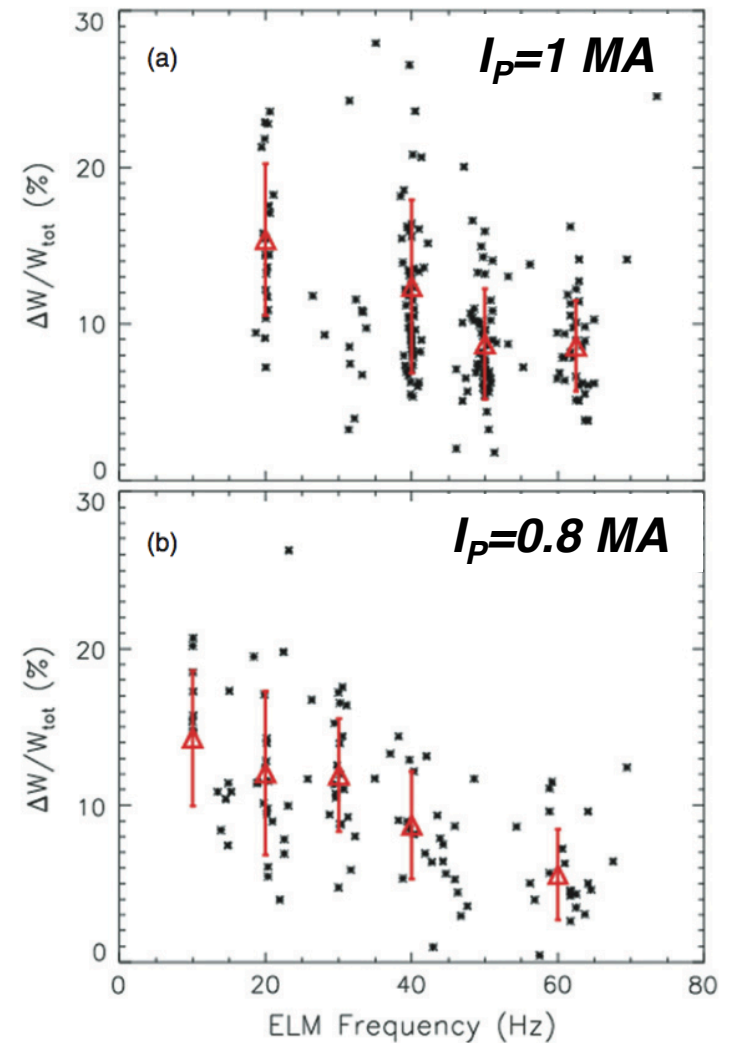 30
(a)
I_P=1 MA
20
ΔW/W_tot (%)
10
0
30
(b)
I_P=0.8 MA
20
ΔW/W_tot (%)
10
0
0 20 40 60 80
ELM Frequency (Hz)